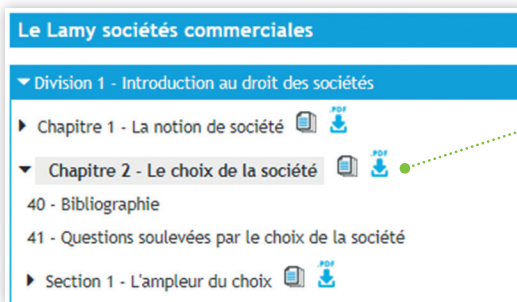 Le Lamy sociétés commerciales
Division 1 - Introduction au droit des sociétés
Chapitre 1 - La notion de société .PDF
Chapitre 2 - Le choix de la société .PDF
40 - Bibliographie
41 - Questions soulevées par le choix de la société
Section 1 - L'ampleur du choix .PDF